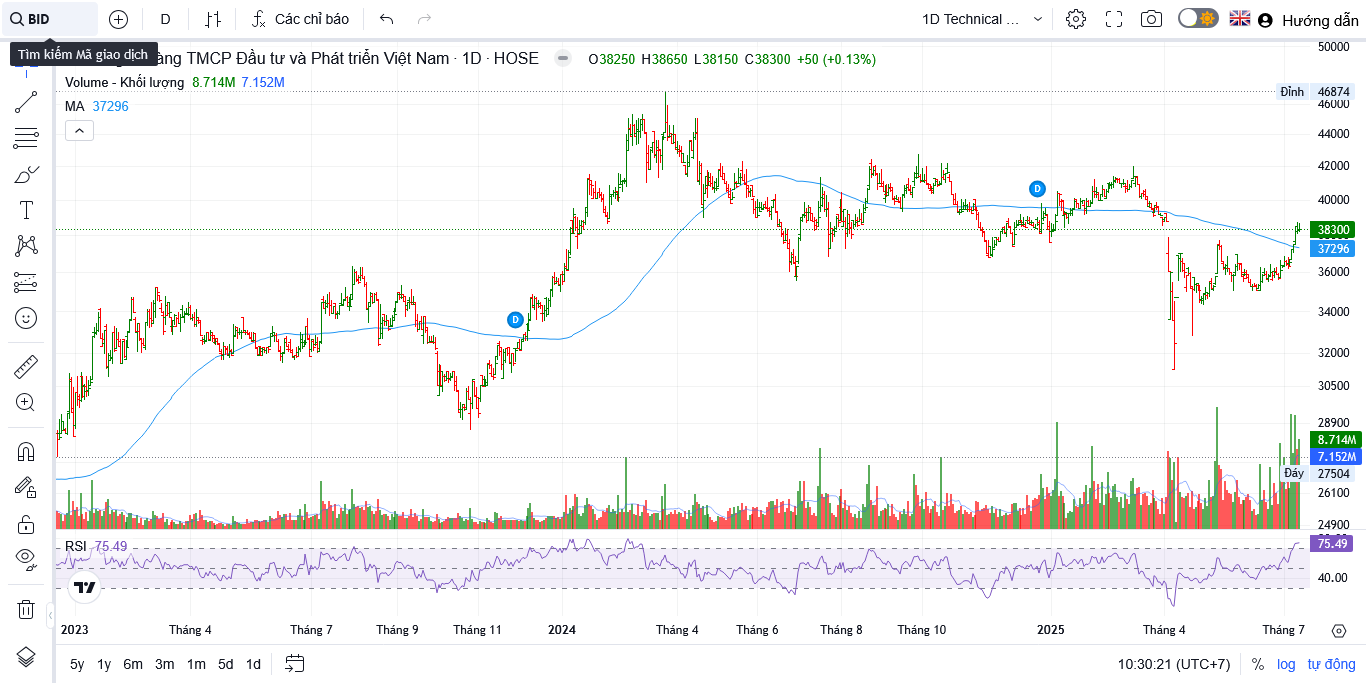 BID
D
Các chỉ báo
1D Technical ...
Hướng dẫn
Tìm kiếm Mã giao dịch
àng TMCP Đầu tư và Phát triển Việt Nam · 1D · HOSE
O38250 H38650 L38150 C38300 +50 (+0.13%)
Volume - Khối lượng 8.714M 7.152M
MA 37296
50000
Đỉnh 46874
46000
44000
42000
40000
38300
37296
36000
34000
32000
30500
28900
8.714M
7.152M
Đáy 27504
26100
24900
D
D
RSI 75.49
75.49
40.00
2023 Tháng 4 Tháng 7 Tháng 9 Tháng 11 2024 Tháng 4 Tháng 6 Tháng 8 Tháng 10 2025 Tháng 4 Tháng 7
5y 1y 6m 3m 1m 5d 1d
10:30:21 (UTC+7) % log tự động